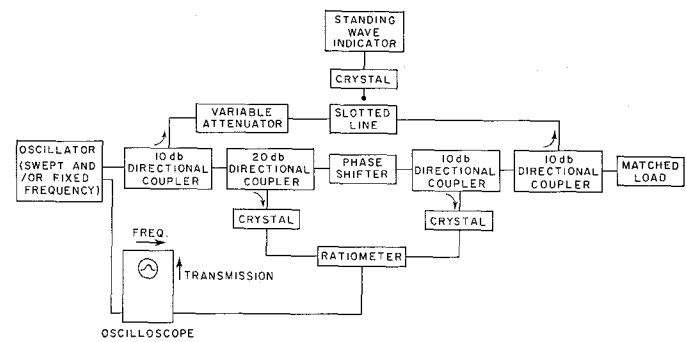 STANDING
WAVE
INDICATOR
CRYSTAL
VARIABLE
ATTENUATOR
SLOTTED
LINE
OSCILLATOR
(SWEPT AND
/OR FIXED
FREQUENCY)
10 db
DIRECTIONAL
COUPLER
20 db
DIRECTIONAL
COUPLER
PHASE
SHIFTER
10 db
DIRECTIONAL
COUPLER
10 db
DIRECTIONAL
COUPLER
MATCHED
LOAD
CRYSTAL
CRYSTAL
FREQ.
TRANSMISSION
RATIOMETER
OSCILLOSCOPE